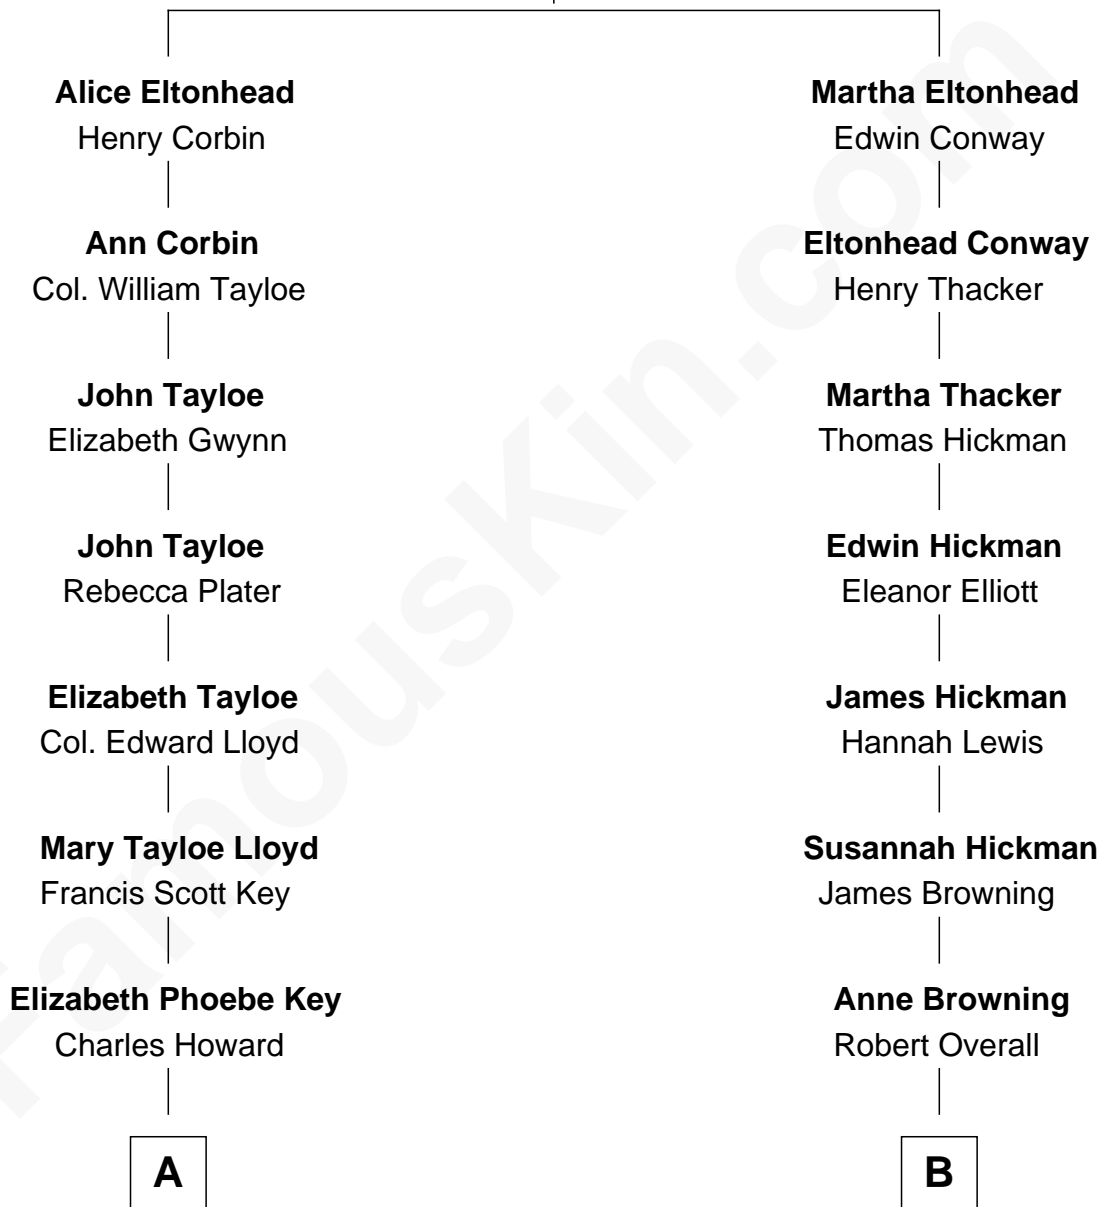 Alice Eltonhead
Henry Corbin
Ann Corbin
Col. William Tayloe
John Tayloe
Elizabeth Gwynn
John Tayloe
Rebecca Plater
Elizabeth Tayloe
Col. Edward Lloyd
Mary Tayloe Lloyd
Francis Scott Key
Elizabeth Phoebe Key
Charles Howard
A
Martha Eltonhead
Edwin Conway
Eltonhead Conway
Henry Thacker
Martha Thacker
Thomas Hickman
Edwin Hickman
Eleanor Elliott
James Hickman
Hannah Lewis
Susannah Hickman
James Browning
Anne Browning
Robert Overall
B
FamousKin.com